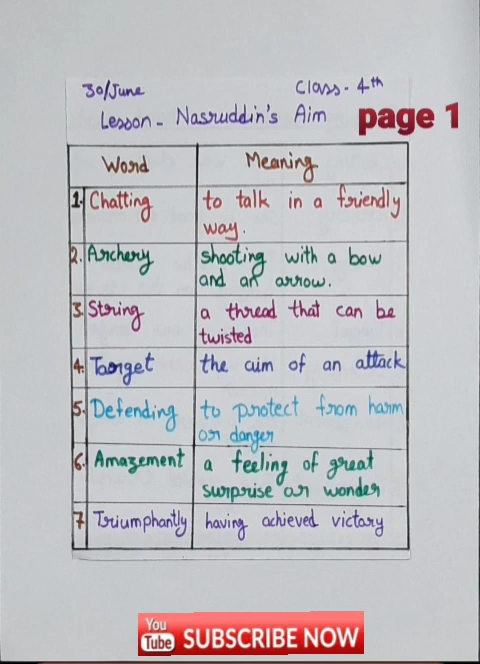 30/June Class - 4th
Lesson - Nasruddin's Aim
page 1
Word Meaning
1. Chatting to talk in a friendly
way.
2. Archery shooting with a bow
and an arrow.
3. String a thread that can be
twisted
4. Target the aim of an attack
5. Defending to protect from harm
or danger
6. Amazement a feeling of great
surprise or wonder
7 Triumphantly having achieved victory
You
Tube SUBSCRIBE NOW